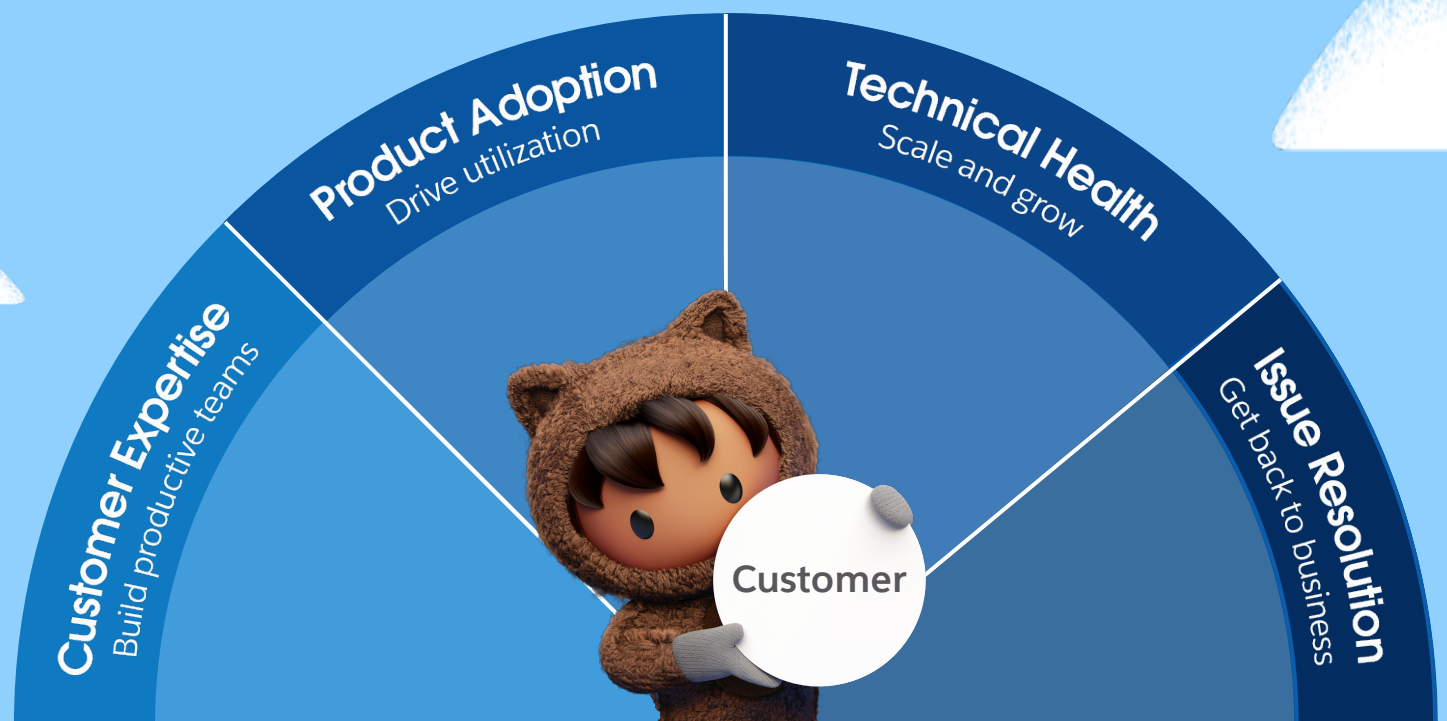 Customer Expertise
Build productive teams
Product Adoption
Drive utilization
Technical Health
Scale and grow
Issue Resolution
Get back to business
Customer